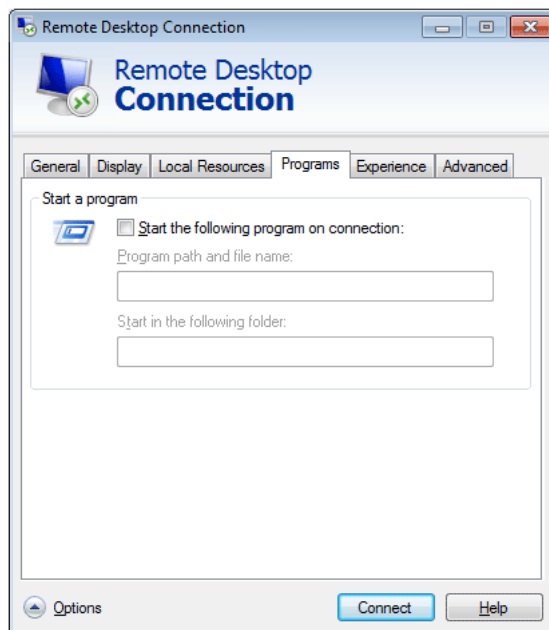 Remote Desktop Connection
Remote Desktop
Connection
General Display Local Resources Programs Experience Advanced
Start a program
Start the following program on connection:
Program path and file name:
Start in the following folder:
Options Connect Help